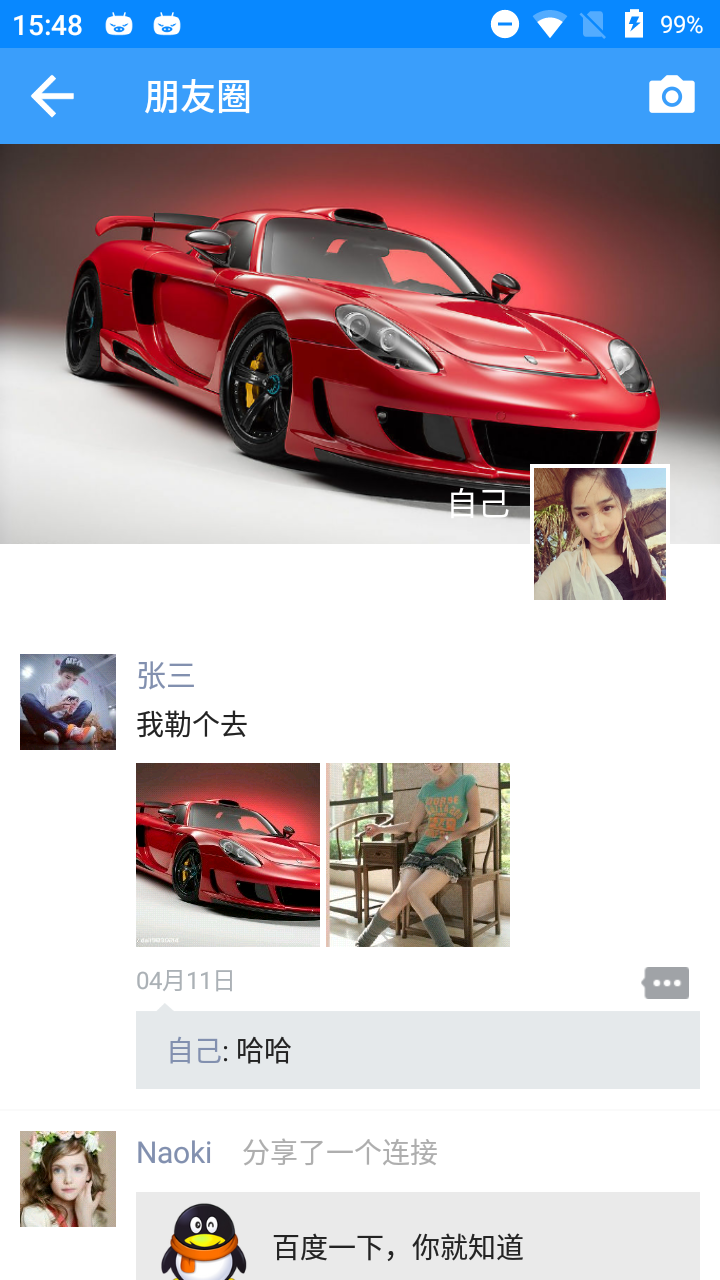 15:48
99%
朋友圈
自己
张三
我勒个去
04月11日
自己: 哈哈
Naoki 分享了一个连接
百度一下，你就知道